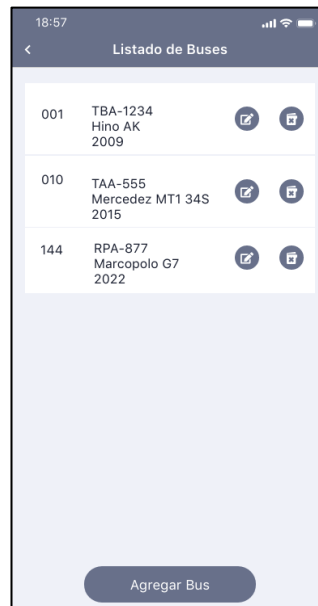 18:57
Listado de Buses
001
TBA-1234
Hino AK
2009
010
TAA-555
Mercedez MT1 34S
2015
144
RPA-877
Marcopolo G7
2022
Agregar Bus